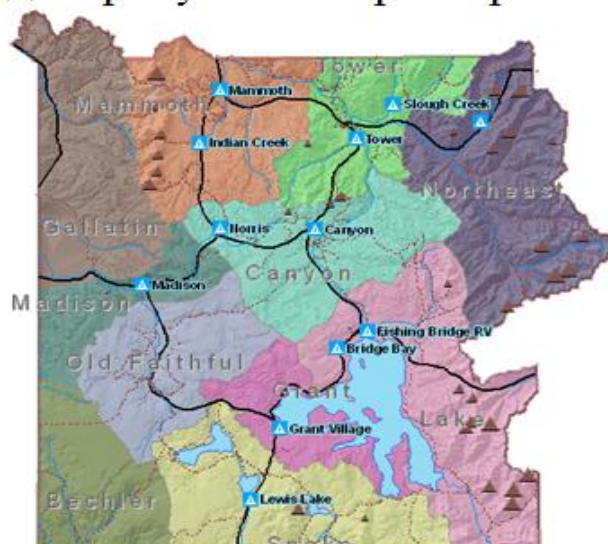 Tower
Mammoth
Mammoth
Slough Creek
Indian Creek
Tower
Northeast
Gallatin
Norris
Canyon
Canyon
Madison
Madison
Fishing Bridge RV
Bridge Bay
Old Faithful
Grant
Lake
Grant Village
Bechler
Lewis Lake